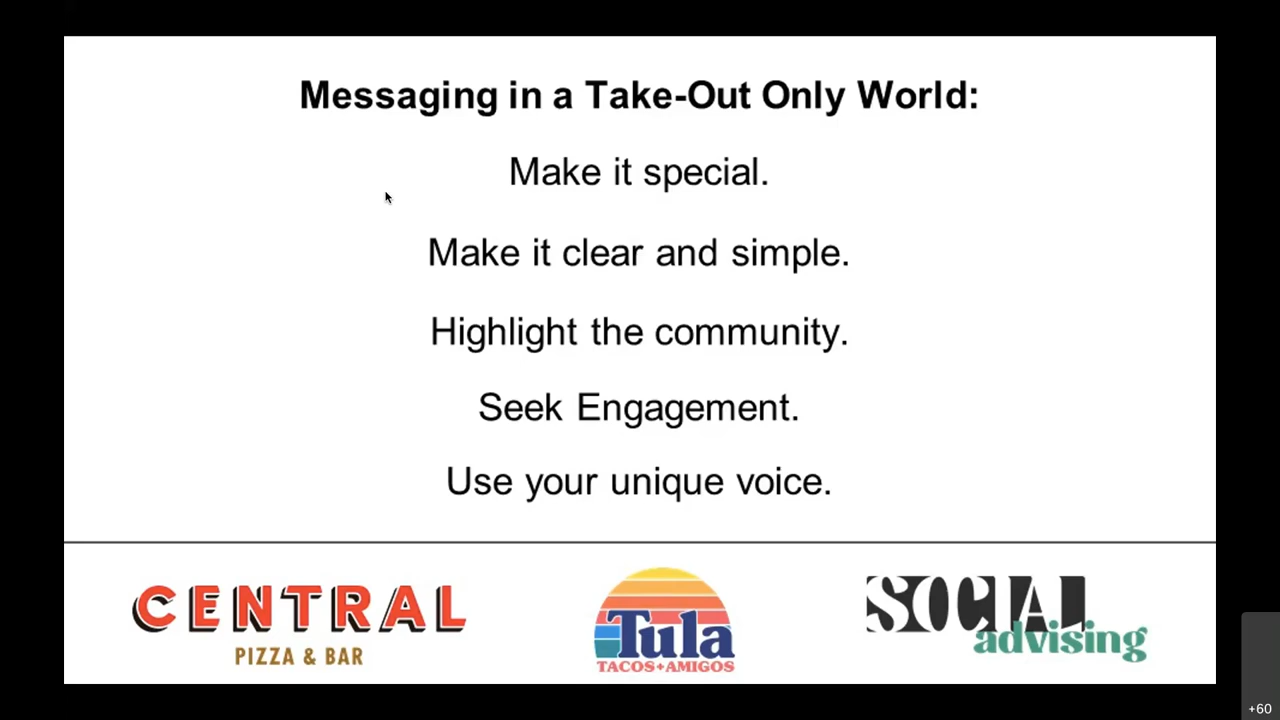 Messaging in a Take-Out Only World:
Make it special.
Make it clear and simple.
Highlight the community.
Seek Engagement.
Use your unique voice.
CENTRAL
PIZZA & BAR
Tula
TACOS+AMIGOS
SOCIAL
advising
+60